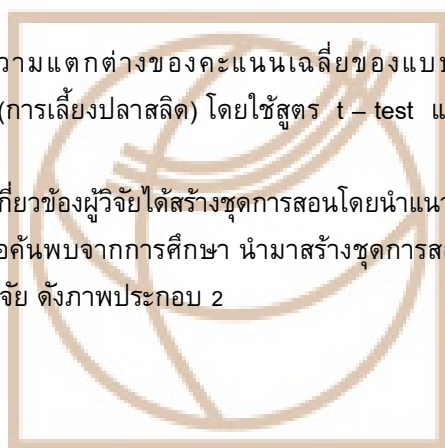 วามแตกต่างของคะแนนเฉลี่ยของแบบ
(การเลี้ยงปลาสลิด) โดยใช้สูตร t – test แ
กี่ยวข้องผู้วิจัยได้สร้างชุดการสอนโดยนำแน
อค้นพบจากการศึกษา นำมาสร้างชุดการส
จัย ดังภาพประกอบ 2